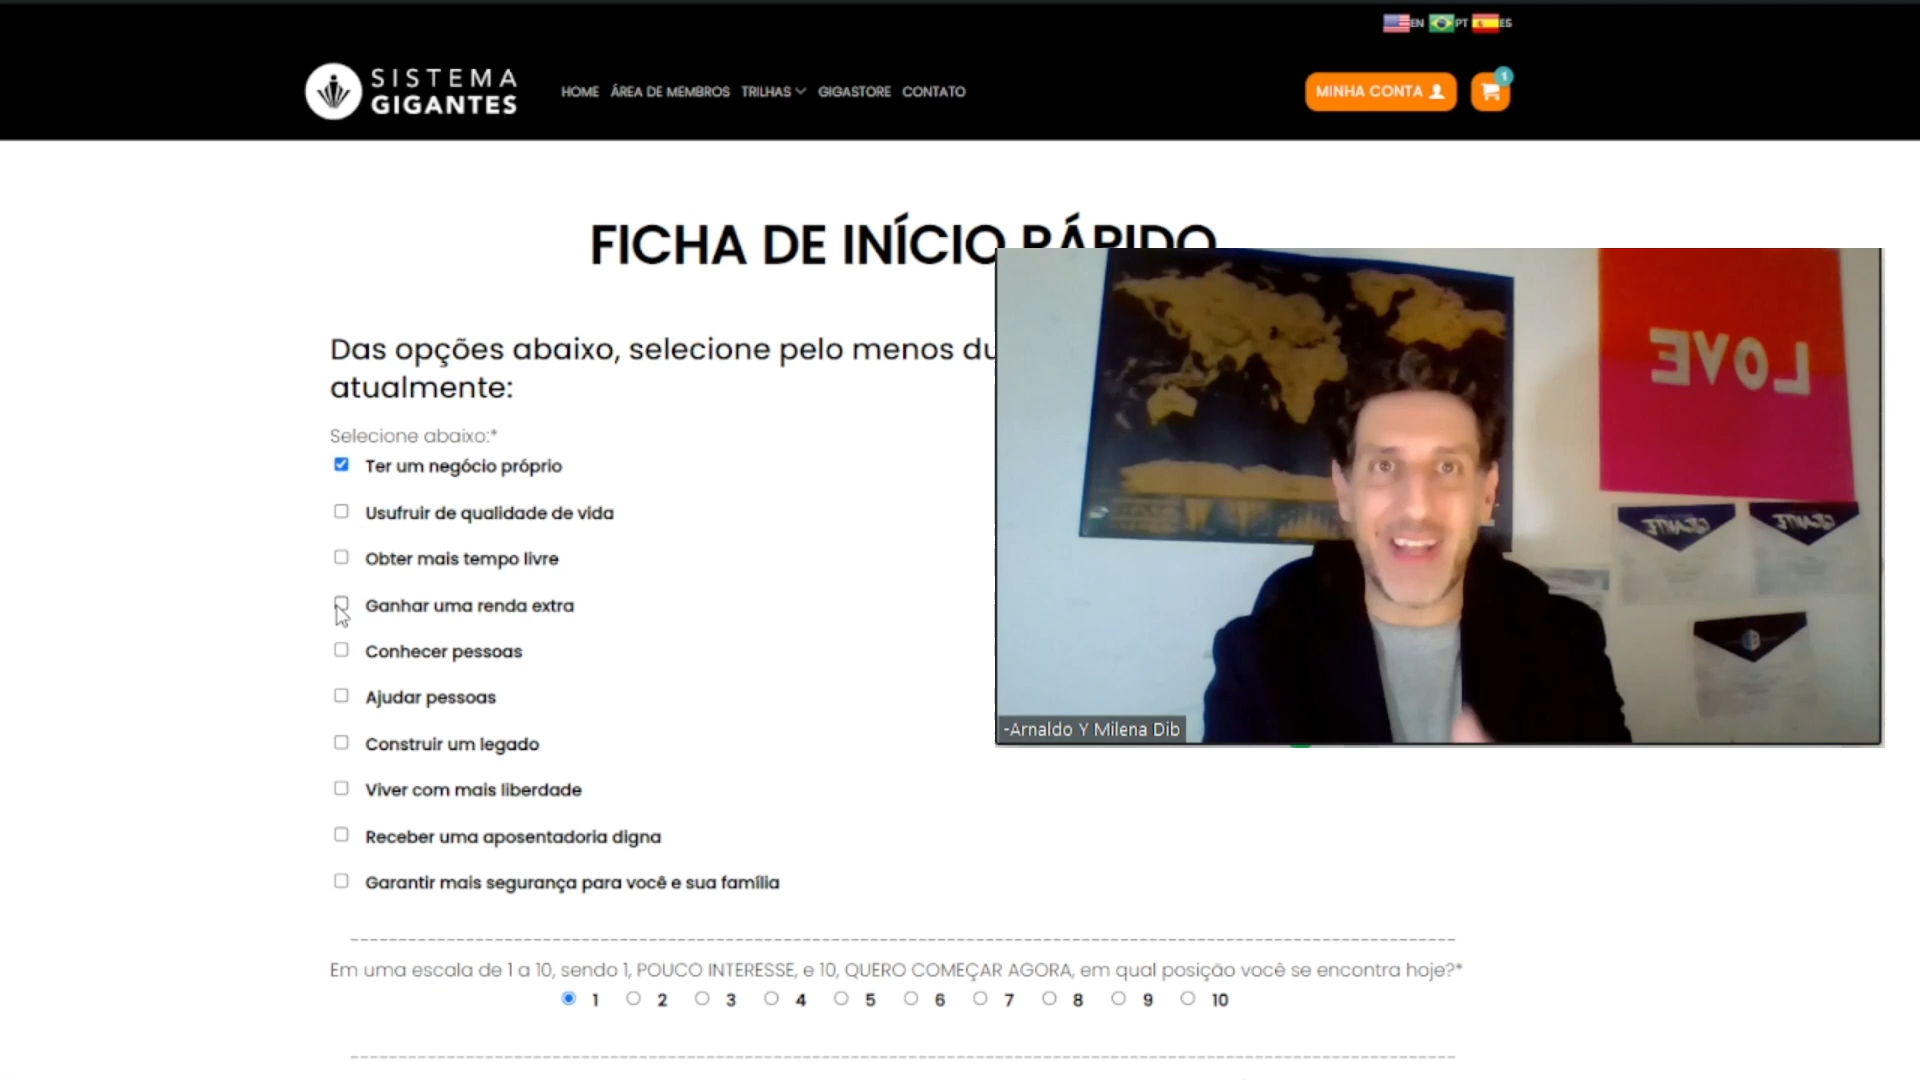 EN PT ES
SISTEMA
GIGANTES
HOME ÁREA DE MEMBROS TRILHAS GIGASTORE CONTATO
MINHA CONTA
1
FICHA DE INÍCIO RÁPIDO
Das opções abaixo, selecione pelo menos
atualmente:
Selecione abaixo:*
Ter um negócio próprio
Usufruir de qualidade de vida
Obter mais tempo livre
Ganhar uma renda extra
Conhecer pessoas
Ajudar pessoas
Construir um legado
Viver com mais liberdade
Receber uma aposentadoria digna
Garantir mais segurança para você e sua família
LOVE
GIGANTE
GIGANTE
-Arnaldo Y Milena Dib
Em uma escala de 1 a 10, sendo 1, POUCO INTERESSE, e 10, QUERO COMEÇAR AGORA, em qual posição você se encontra hoje?*
1 2 3 4 5 6 7 8 9 10